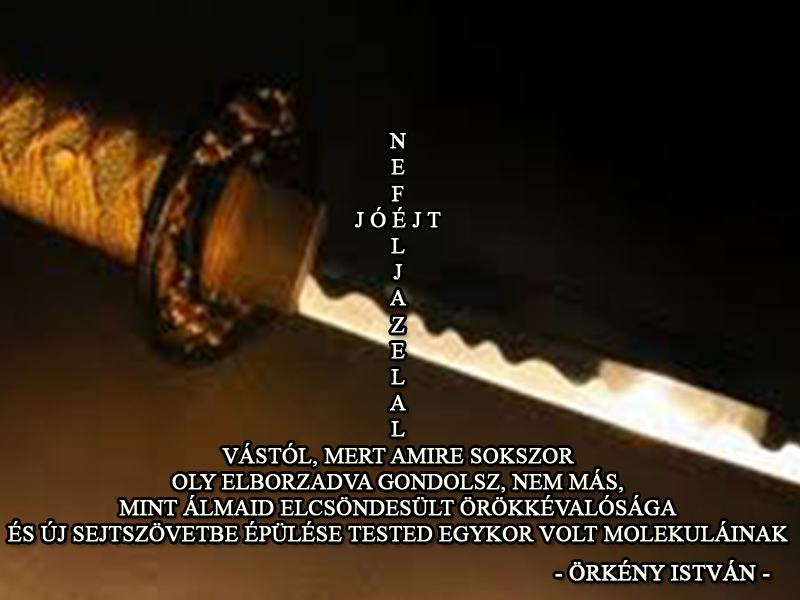 N
E
F
JÓÉJT
L
J
A
Z
E
L
A
L
VÁSTÓL, MERT AMIRE SOKSZOR
OLY ELBORZADVA GONDOLSZ, NEM MÁS,
MINT ÁLMAID ELCSÖNDESÜLT ÖRÖKKÉVALÓSÁGA
ÉS ÚJ SEJTSZÖVETBE ÉPÜLÉSE TESTED EGYKOR VOLT MOLEKULÁINAK
- ÖRKÉNY ISTVÁN -